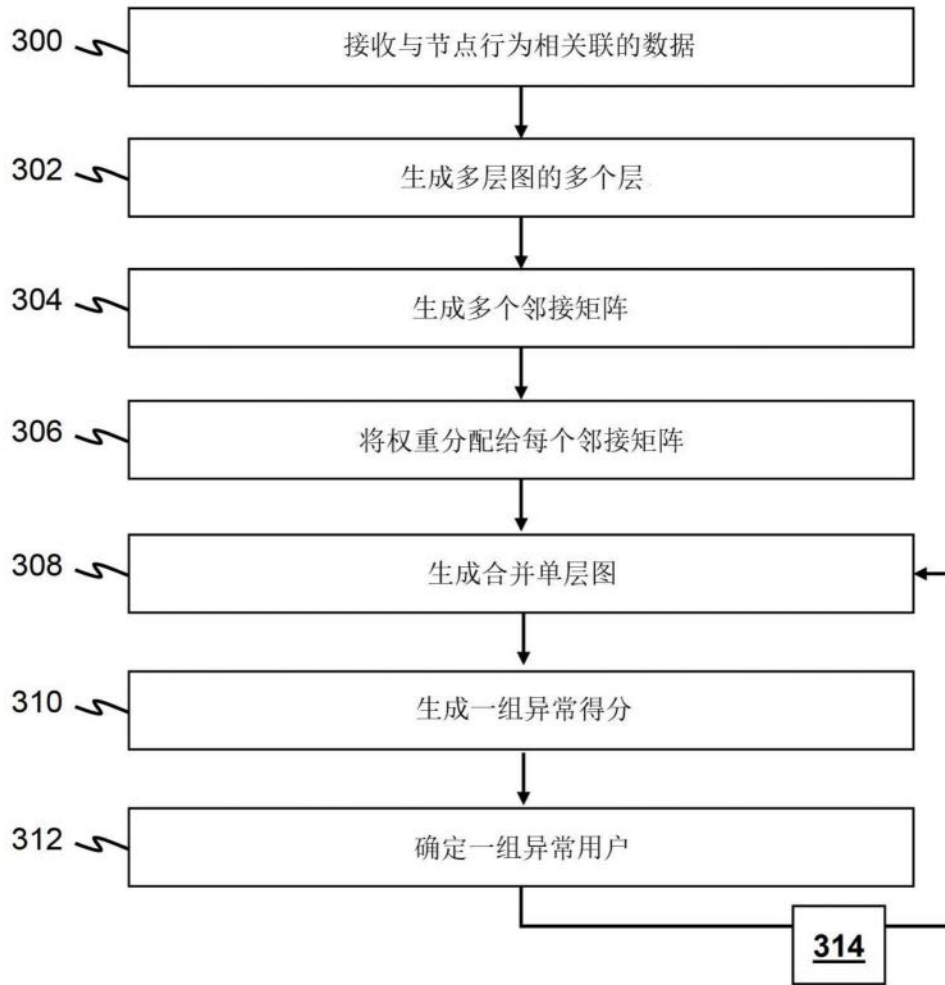 300 接收与节点行为相关联的数据
302 生成多层图的多个层
304 生成多个邻接矩阵
306 将权重分配给每个邻接矩阵
308 生成合并单层图
310 生成一组异常得分
312 确定一组异常用户
314